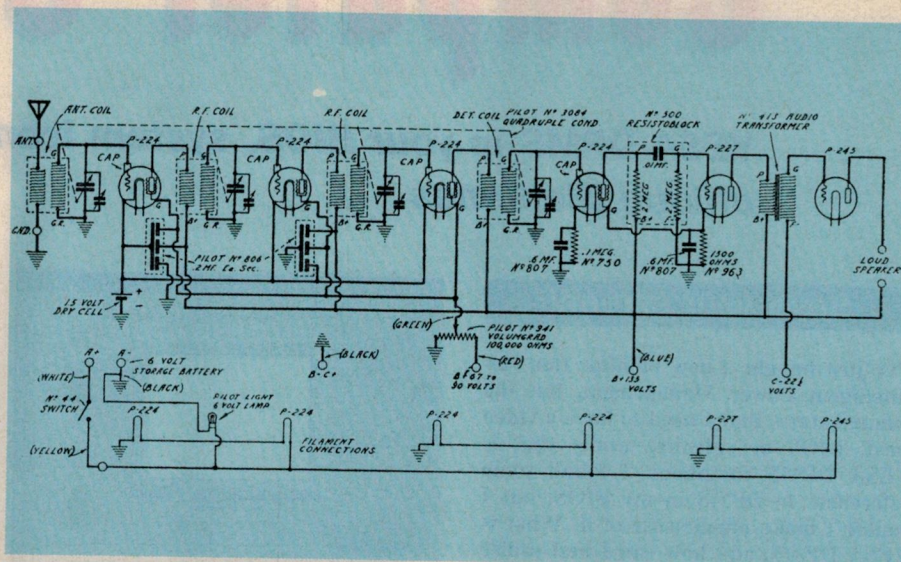 ANT. COIL
R.F. COIL
R.F. COIL
DET. COIL
PILOT Nº 3084
QUADRUPLE COND
Nº 500
RESISTOBLOCK
Nº 413 AUDIO
TRANSFORMER
ANT.
G
CAP
P-224
P
G
P-224
CAP
P
G
CAP
P-224
P
G
CAP
P-224
P
G
.01 MF.
P-227
P
G
P-245
G
G
G
G
GND.
G.R.
B+
G.R.
B+
G.R.
B+
G.R.
1 MEG.
B+
B+
F-
PILOT Nº 806
.2 MF. Ea. Sec.
.6 MF.
Nº 807
.1 MEG.
Nº 750
.6 MF.
Nº 807
1500
OHMS
Nº 963
LOUD
SPEAKER
1.5 VOLT
DRY CELL
+
-
(GREEN)
PILOT Nº 941
VOLUMGRAD
100,000 OHMS
(BLACK)
B-C+
(RED)
B+67 TO
90 VOLTS
(BLUE)
B+135
VOLTS
C-22½
VOLTS
A+
A-
6 VOLT
STORAGE BATTERY
(WHITE)
(BLACK)
Nº 44
SWITCH
PILOT LIGHT
6 VOLT LAMP
(YELLOW)
P-224
P-224
P-224
P-224
P-227
P-245
FILAMENT
CONNECTIONS